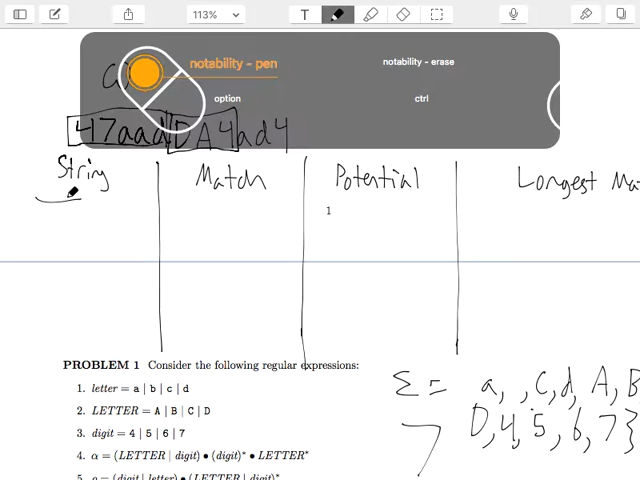 113%
T
notability - pen
notability - erase
option
ctrl
47aadDA4ad4
String Match Potential Longest Ma
1
PROBLEM 1 Consider the following regular expressions:
1. letter = a | b | c | d
2. LETTER = A | B | C | D
3. digit = 4 | 5 | 6 | 7
4. α = (LETTER | digit) • (digit)* • LETTER*
Σ = a, , C, d, A, B
D, 4, 5, 6, 7}